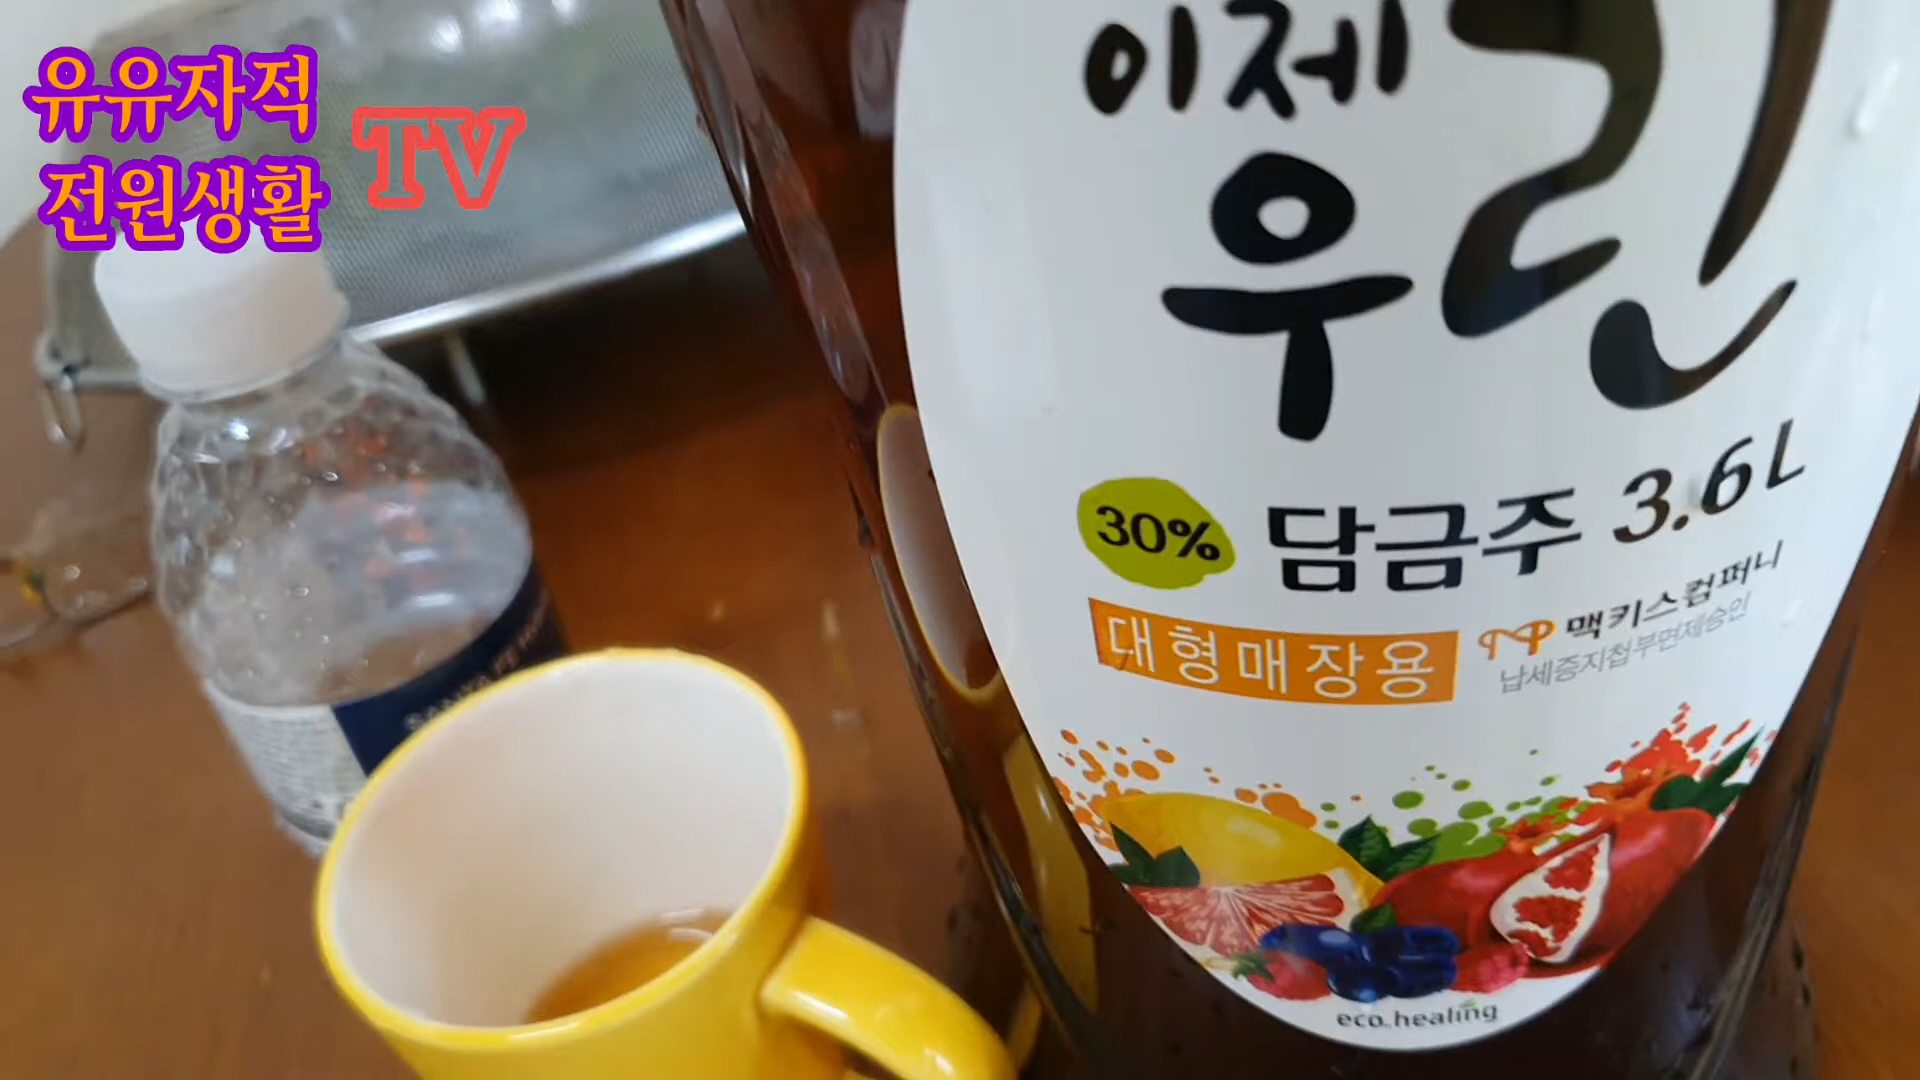 유유자적
전원생활
TV
이제
우린
30%
담금주 3.6L
대형매장용
맥키스컴퍼니
납세증지첩부면제승인
eco.healing